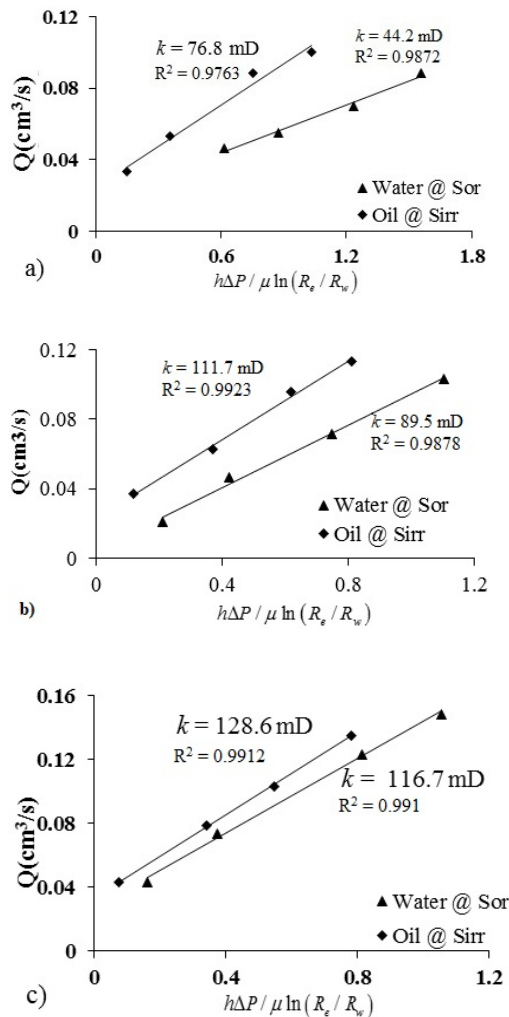 0.12
k = 76.8 mD
R² = 0.9763
k = 44.2 mD
R² = 0.9872
0.08
Q(cm³/s)
0.04
▲ Water @ Sor
◆ Oil @ Sirr
0
0 0.6 1.2 1.8
hΔP / μ ln(Re / Rw)
a)
0.12
k = 111.7 mD
R² = 0.9923
k = 89.5 mD
R² = 0.9878
0.08
Q(cm3/s)
0.04
▲ Water @ Sor
◆ Oil @ Sirr
0
0 0.4 0.8 1.2
hΔP / μ ln(Re / Rw)
b)
0.16
k = 128.6 mD
R² = 0.9912
0.12
k = 116.7 mD
R² = 0.991
Q(cm³/s)
0.08
0.04
▲ Water @ Sor
◆ Oil @ Sirr
0
0 0.4 0.8 1.2
hΔP / μ ln(Re / Rw)
c)